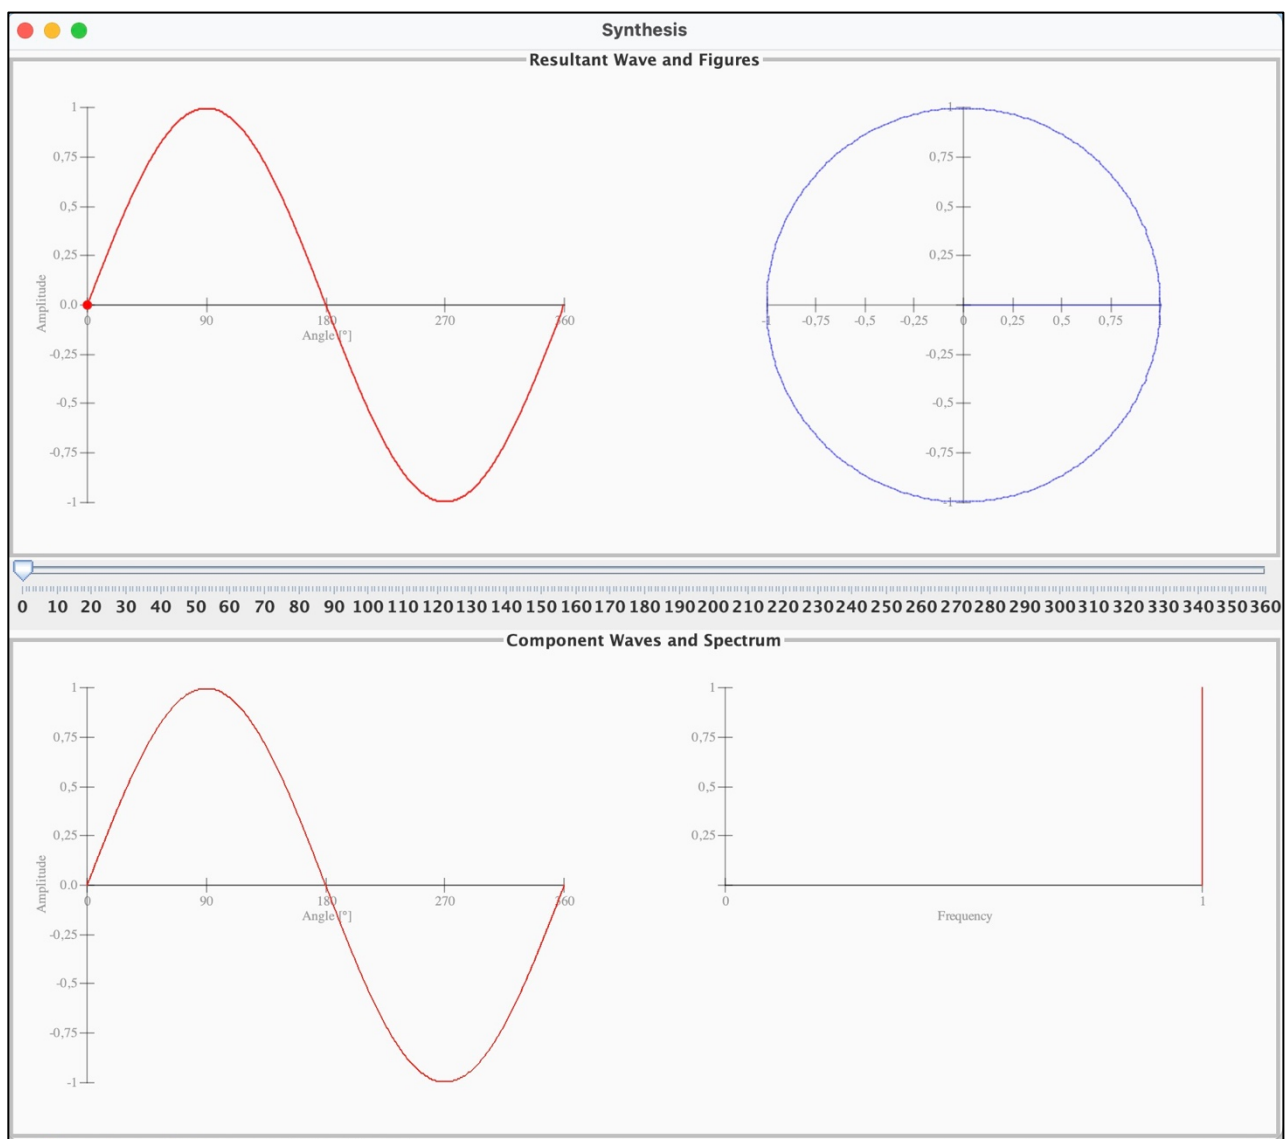 Synthesis
Resultant Wave and Figures
1
0,75
0,5
0,25
0.0
-0,25
-0,5
-0,75
-1
Amplitude
0 90 180 270 360
Angle [°]
1
0,75
0,5
0,25
-1 -0,75 -0,5 -0,25 0 0,25 0,5 0,75
-0,25
-0,5
-0,75
-1
0 10 20 30 40 50 60 70 80 90 100 110 120 130 140 150 160 170 180 190 200 210 220 230 240 250 260 270 280 290 300 310 320 330 340 350 360
Component Waves and Spectrum
1
0,75
0,5
0,25
0.0
-0,25
-0,5
-0,75
-1
Amplitude
0 90 180 270 360
Angle [°]
1
0,75
0,5
0,25
0 1
Frequency